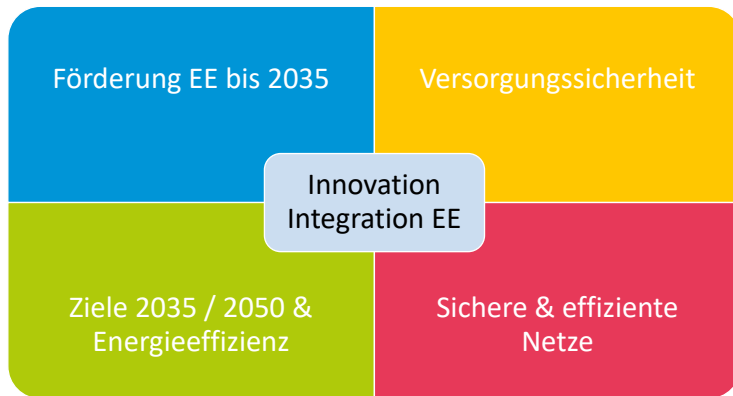 Förderung EE bis 2035
Versorgungssicherheit
Innovation
Integration EE
Ziele 2035 / 2050 &
Energieeffizienz
Sichere & effiziente
Netze